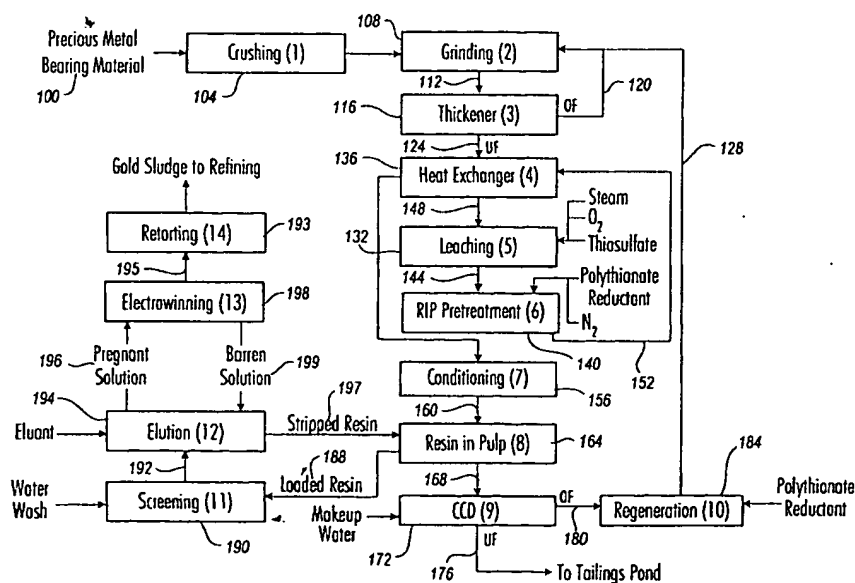 Precious Metal
Bearing Material
100
Crushing (1)
104
108
Grinding (2)
112
116
Thickener (3)
OF
120
124
UF
128
136
Heat Exchanger (4)
148
Steam
O2
Thiosulfate
132
Leaching (5)
144
Polythionate
Reductant
N2
RIP Pretreatment (6)
140
152
Conditioning (7)
156
160
Resin in Pulp (8)
164
168
Gold Sludge to Refining
Retorting (14)
193
195
Electrowinning (13)
198
196
Pregnant
Solution
Barren
Solution
199
194
197
Eluant
Elution (12)
Stripped Resin
192
188
Loaded Resin
Water
Wash
Screening (11)
190
Makeup
Water
CCD (9)
OF
172
UF
180
184
Regeneration (10)
Polythionate
Reductant
176
To Tailings Pond